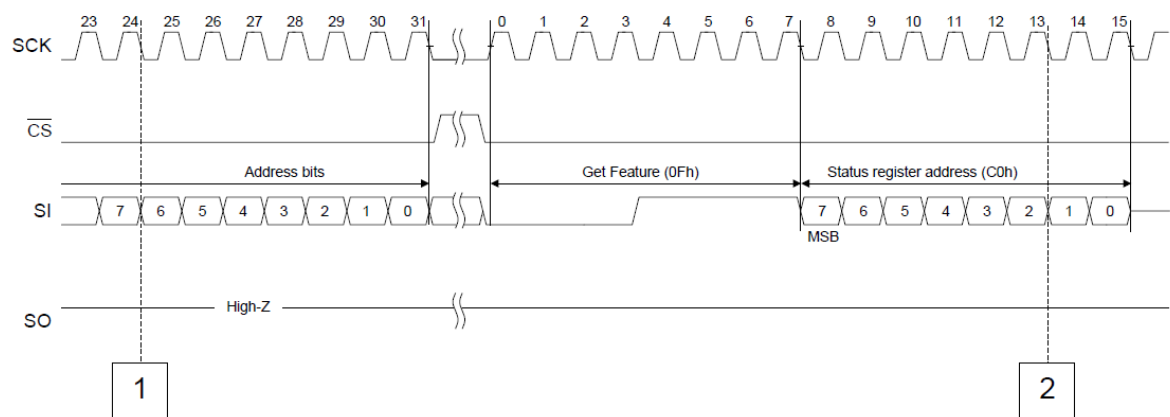 23 24 25 26 27 28 29 30 31 0 1 2 3 4 5 6 7 8 9 10 11 12 13 14 15
SCK
CS
Address bits Get Feature (0Fh) Status register address (C0h)
SI 7 6 5 4 3 2 1 0 7 6 5 4 3 2 1 0
MSB
High-Z
SO
1 2